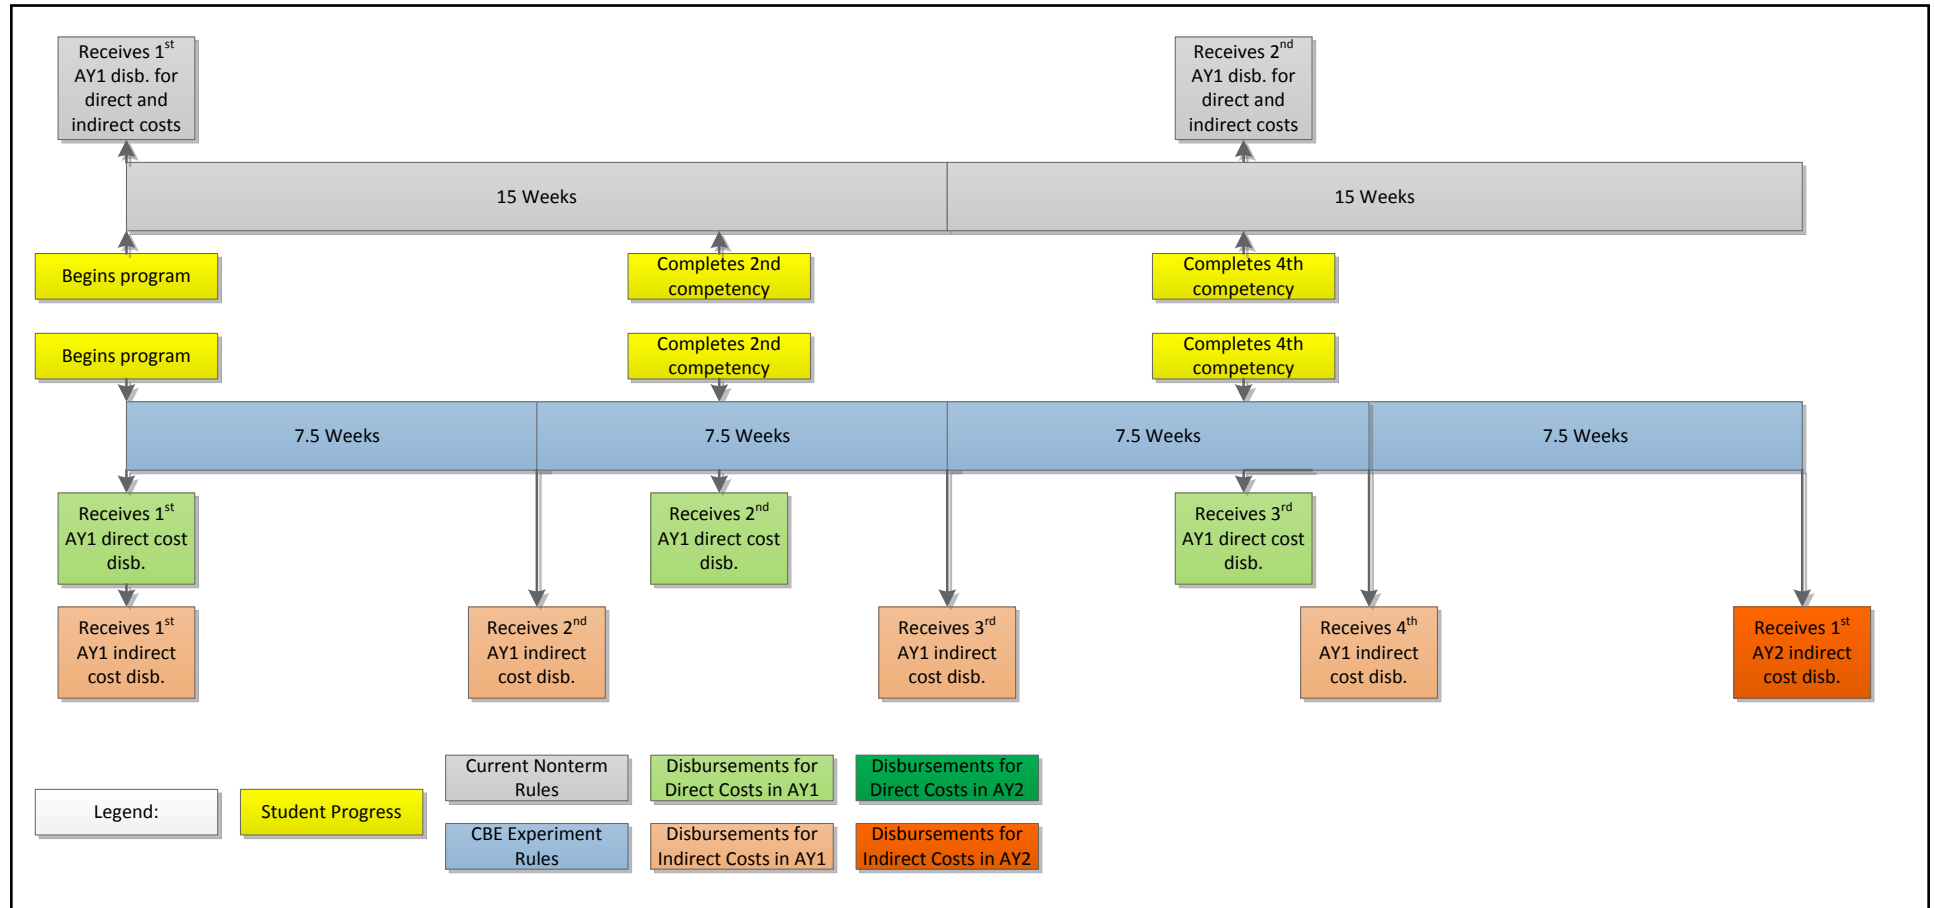 Receives 1st
AY1 disb. for
direct and
indirect costs
Receives 2nd
AY1 disb. for
direct and
indirect costs
15 Weeks
15 Weeks
Begins program
Completes 2nd
competency
Completes 4th
competency
Begins program
Completes 2nd
competency
Completes 4th
competency
7.5 Weeks
7.5 Weeks
7.5 Weeks
7.5 Weeks
Receives 1st
AY1 direct cost
disb.
Receives 2nd
AY1 direct cost
disb.
Receives 3rd
AY1 direct cost
disb.
Receives 1st
AY1 indirect
cost disb.
Receives 2nd
AY1 indirect
cost disb.
Receives 3rd
AY1 indirect
cost disb.
Receives 4th
AY1 indirect
cost disb.
Receives 1st
AY2 indirect
cost disb.
Legend:
Student Progress
Current Nonterm
Rules
Disbursements for
Direct Costs in AY1
Disbursements for
Direct Costs in AY2
CBE Experiment
Rules
Disbursements for
Indirect Costs in AY1
Disbursements for
Indirect Costs in AY2